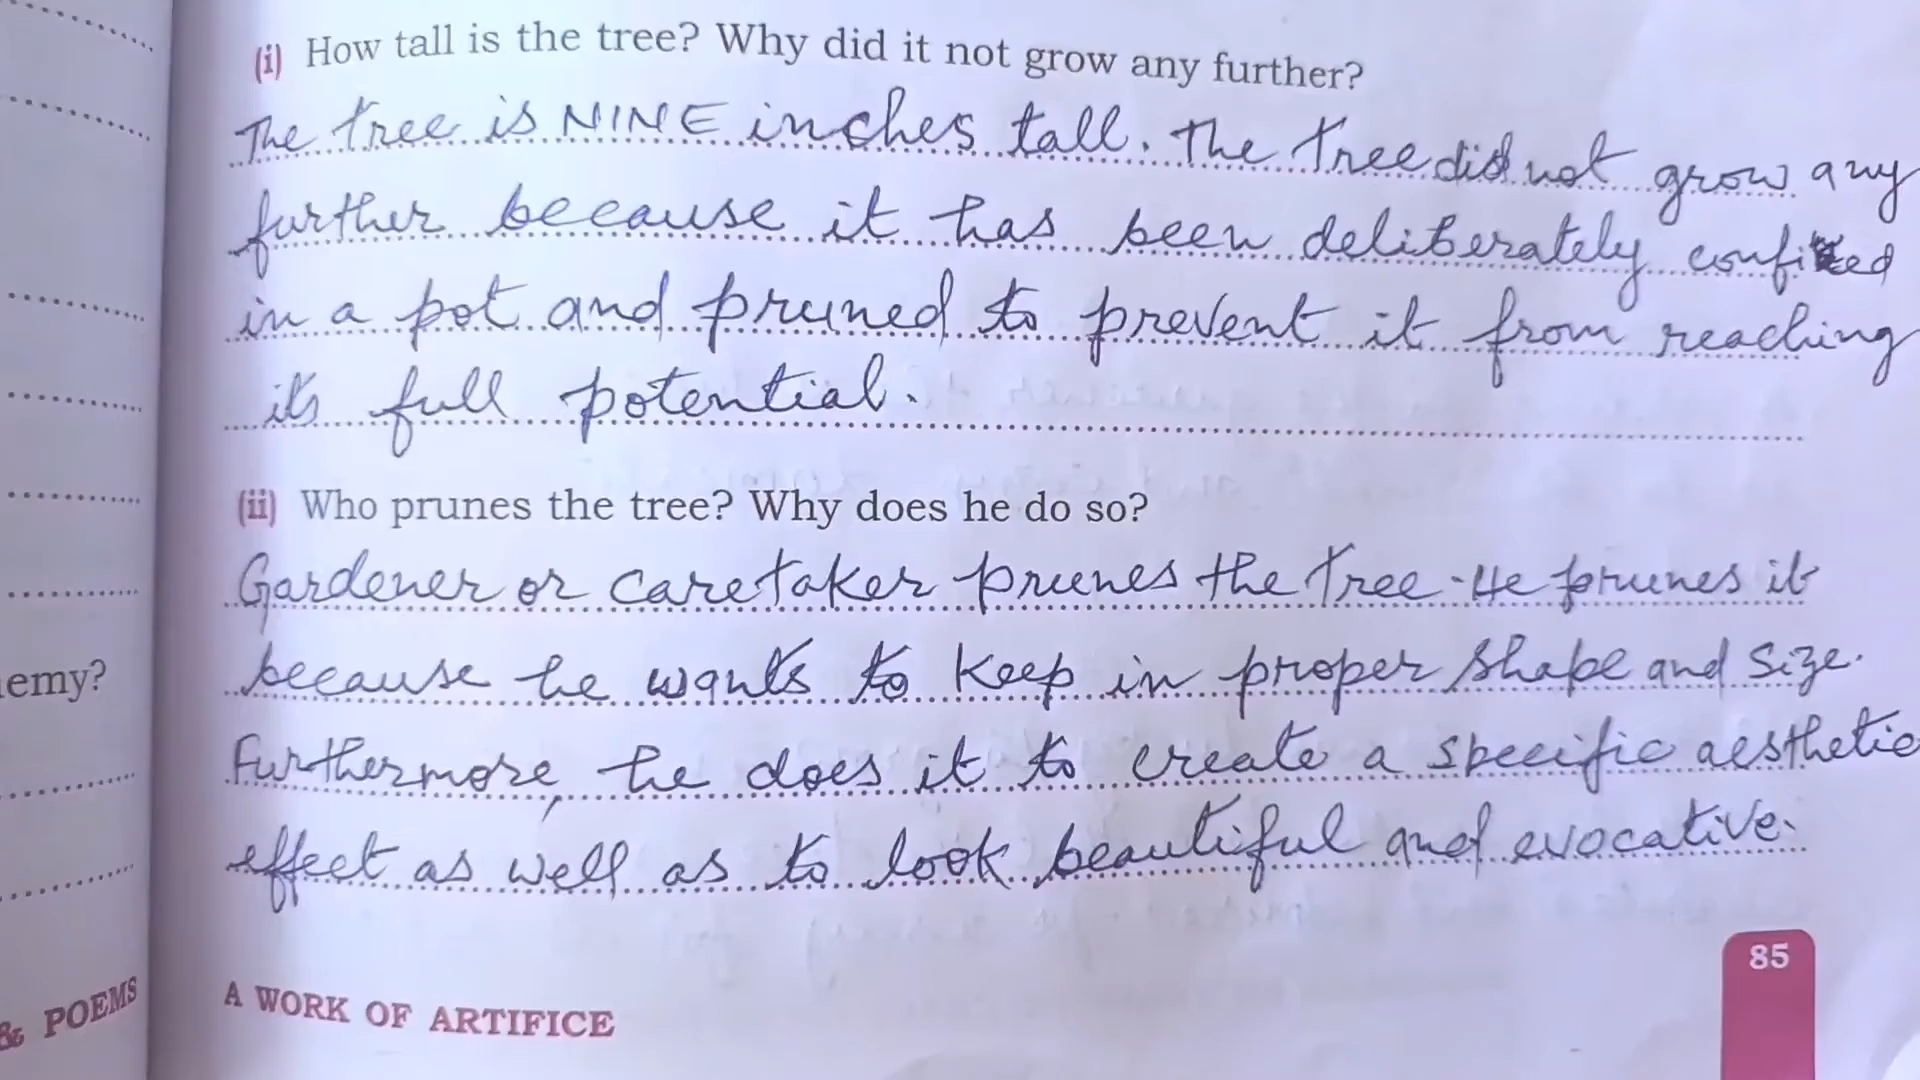 (i) How tall is the tree? Why did it not grow any further?
The tree is NINE inches tall. The tree did not grow any
further because it has been deliberately confined
in a pot and pruned to prevent it from reaching
its full potential.
(ii) Who prunes the tree? Why does he do so?
Gardener or caretaker prunes the tree. He prunes it
because he wants to keep in proper shape and size.
emy?
Furthermore, he does it to create a specific aesthetic
effect as well as to look beautiful and evocative.
85
& POEMS
A WORK OF ARTIFICE